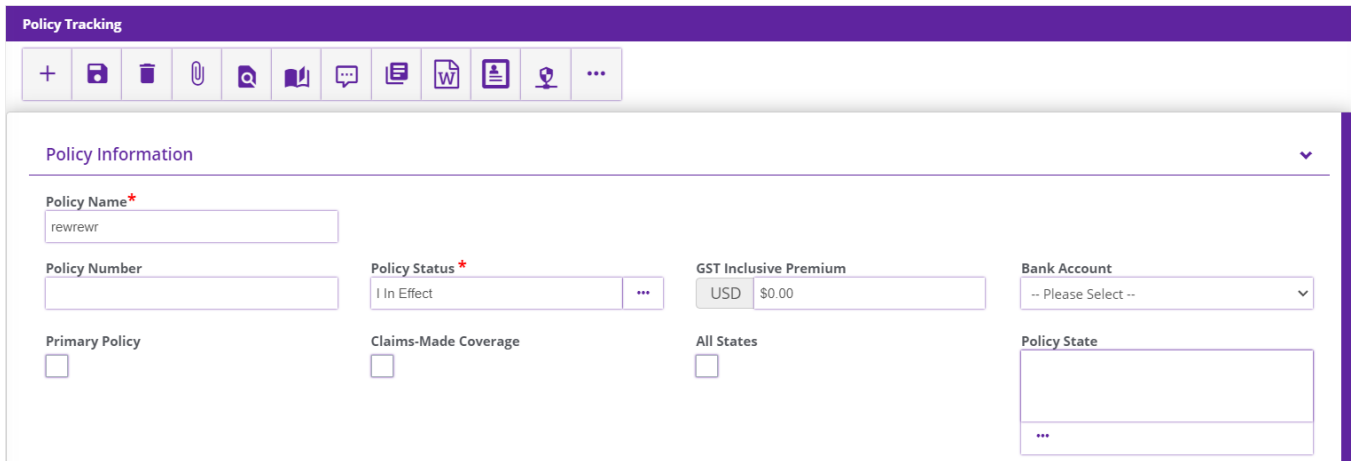 Policy Tracking
W
Policy Information
Policy Name*
rewrewr
Policy Number Policy Status * GST Inclusive Premium Bank Account
I In Effect ... USD $0.00 -- Please Select --
Primary Policy Claims-Made Coverage All States Policy State
...